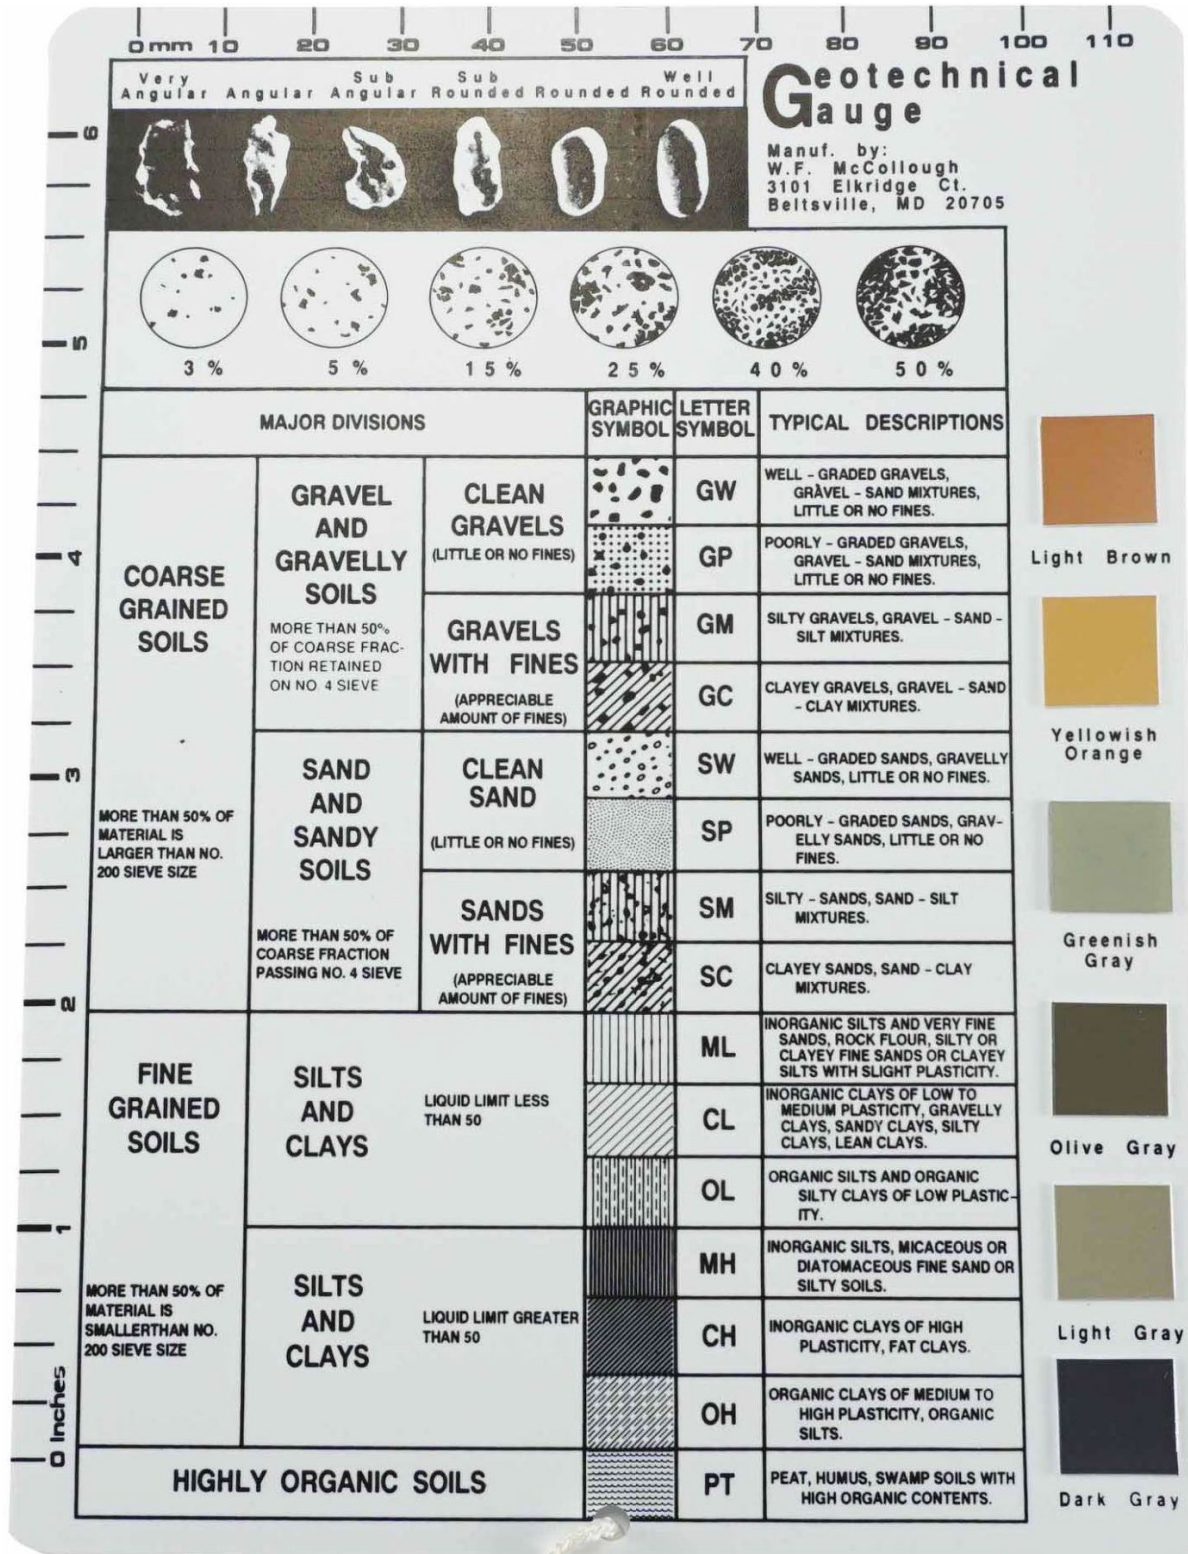 0 mm 10 20 30 40 50 60 70 80 90 100 110
Very Angular
Angular
Sub Angular
Sub Rounded
Rounded
Well Rounded
Geotechnical
Gauge
Manuf. by:
W.F. McCollough
3101 Elkridge Ct.
Beltsville, MD 20705
6
5
4
3
2
1
0 Inches
3 % 5 % 15 % 25 % 40 % 50 %
MAJOR DIVISIONS
GRAPHIC
SYMBOL
LETTER
SYMBOL
TYPICAL DESCRIPTIONS
COARSE
GRAINED
SOILS
MORE THAN 50% OF
MATERIAL IS
LARGER THAN NO.
200 SIEVE SIZE
GRAVEL
AND
GRAVELLY
SOILS
MORE THAN 50%
OF COARSE FRAC-
TION RETAINED
ON NO. 4 SIEVE
CLEAN
GRAVELS
(LITTLE OR NO FINES)
GW
WELL - GRADED GRAVELS,
GRAVEL - SAND MIXTURES,
LITTLE OR NO FINES.
GP
POORLY - GRADED GRAVELS,
GRAVEL - SAND MIXTURES,
LITTLE OR NO FINES.
GRAVELS
WITH FINES
(APPRECIABLE
AMOUNT OF FINES)
GM
SILTY GRAVELS, GRAVEL - SAND -
SILT MIXTURES.
GC
CLAYEY GRAVELS, GRAVEL - SAND
- CLAY MIXTURES.
SAND
AND
SANDY
SOILS
MORE THAN 50% OF
COARSE FRACTION
PASSING NO. 4 SIEVE
CLEAN
SAND
(LITTLE OR NO FINES)
SW
WELL - GRADED SANDS, GRAVELLY
SANDS, LITTLE OR NO FINES.
SP
POORLY - GRADED SANDS, GRAV-
ELLY SANDS, LITTLE OR NO
FINES.
SANDS
WITH FINES
(APPRECIABLE
AMOUNT OF FINES)
SM
SILTY - SANDS, SAND - SILT
MIXTURES.
SC
CLAYEY SANDS, SAND - CLAY
MIXTURES.
FINE
GRAINED
SOILS
MORE THAN 50% OF
MATERIAL IS
SMALLERTHAN NO.
200 SIEVE SIZE
SILTS
AND
CLAYS
LIQUID LIMIT LESS
THAN 50
ML
INORGANIC SILTS AND VERY FINE
SANDS, ROCK FLOUR, SILTY OR
CLAYEY FINE SANDS OR CLAYEY
SILTS WITH SLIGHT PLASTICITY.
CL
INORGANIC CLAYS OF LOW TO
MEDIUM PLASTICITY, GRAVELLY
CLAYS, SANDY CLAYS, SILTY
CLAYS, LEAN CLAYS.
OL
ORGANIC SILTS AND ORGANIC
SILTY CLAYS OF LOW PLASTIC-
ITY.
SILTS
AND
CLAYS
LIQUID LIMIT GREATER
THAN 50
MH
INORGANIC SILTS, MICACEOUS OR
DIATOMACEOUS FINE SAND OR
SILTY SOILS.
CH
INORGANIC CLAYS OF HIGH
PLASTICITY, FAT CLAYS.
OH
ORGANIC CLAYS OF MEDIUM TO
HIGH PLASTICITY, ORGANIC
SILTS.
HIGHLY ORGANIC SOILS
PT
PEAT, HUMUS, SWAMP SOILS WITH
HIGH ORGANIC CONTENTS.
Light Brown
Yellowish
Orange
Greenish
Gray
Olive Gray
Light Gray
Dark Gray